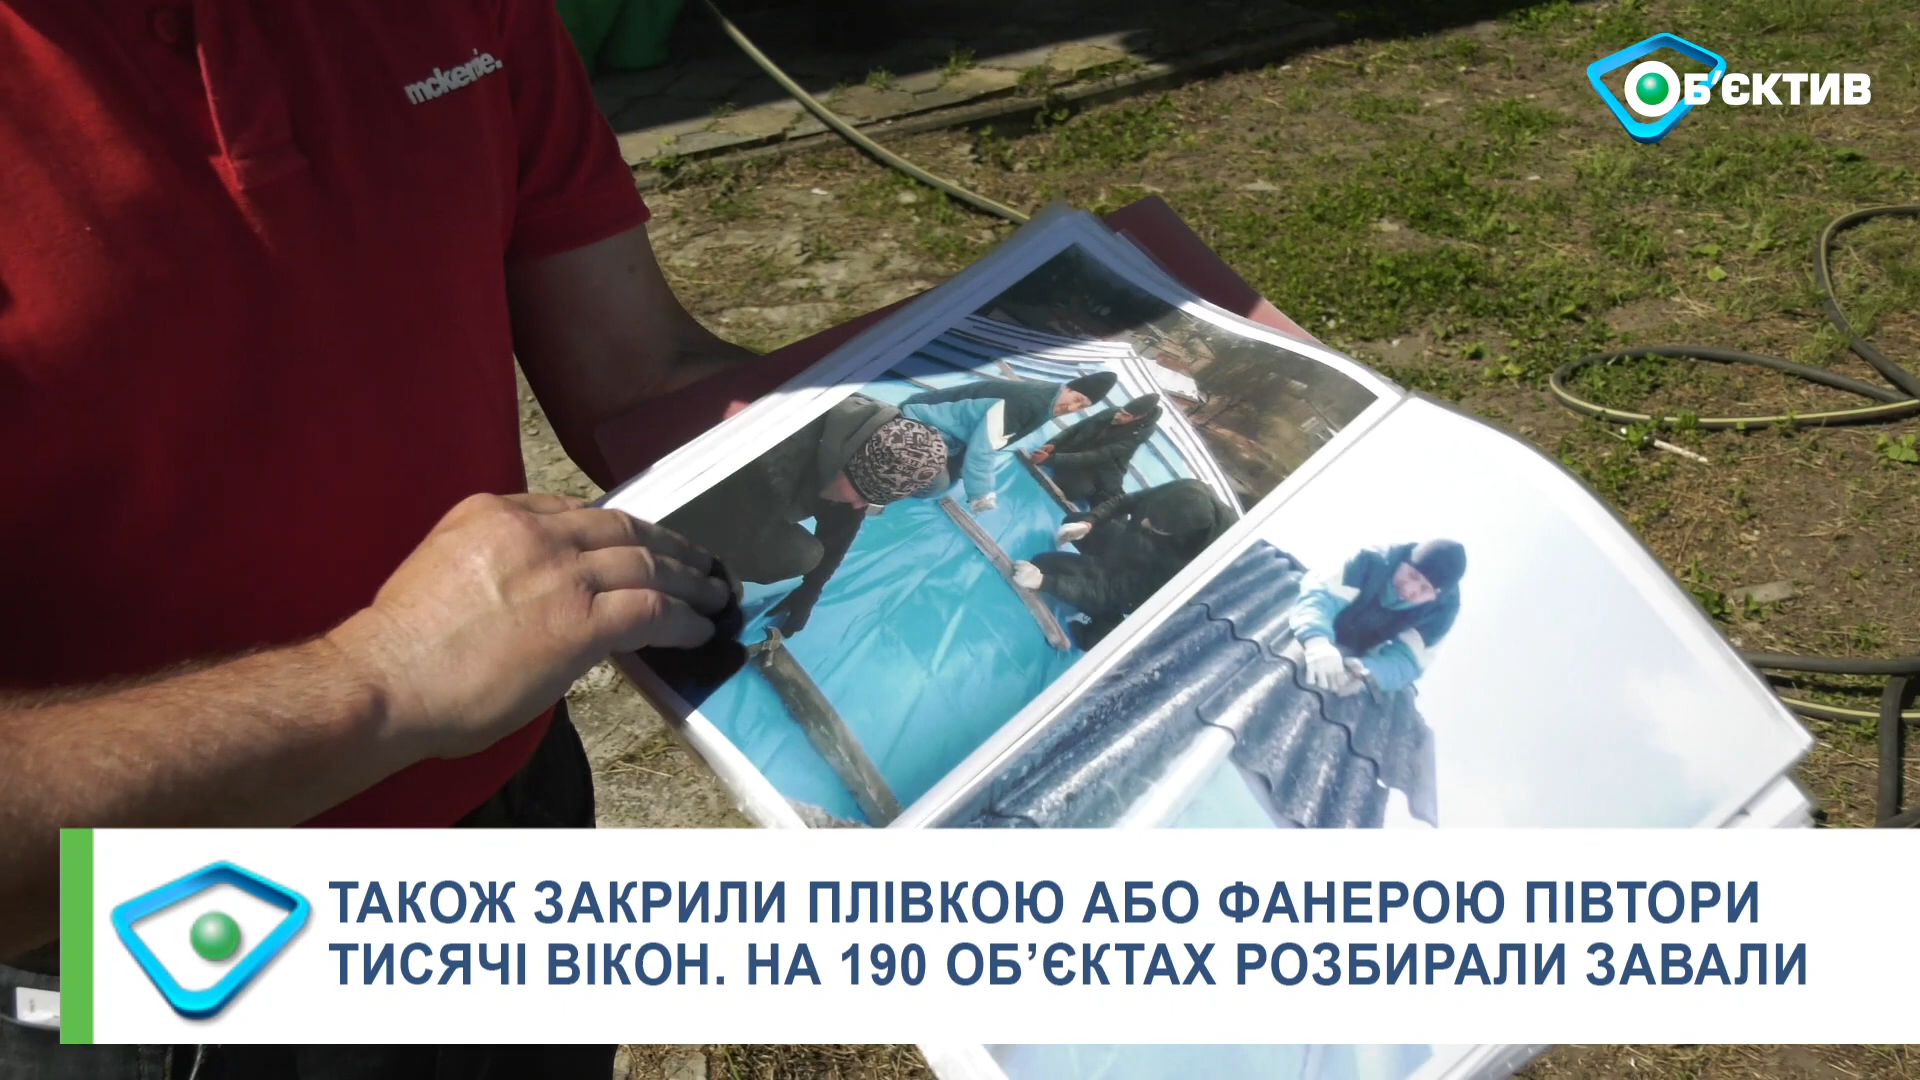 mckenzie.
ОБ'ЄКТИВ
ТАКОЖ ЗАКРИЛИ ПЛІВКОЮ АБО ФАНЕРОЮ ПІВТОРИ
ТИСЯЧІ ВІКОН. НА 190 ОБ’ЄКТАХ РОЗБИРАЛИ ЗАВАЛИ